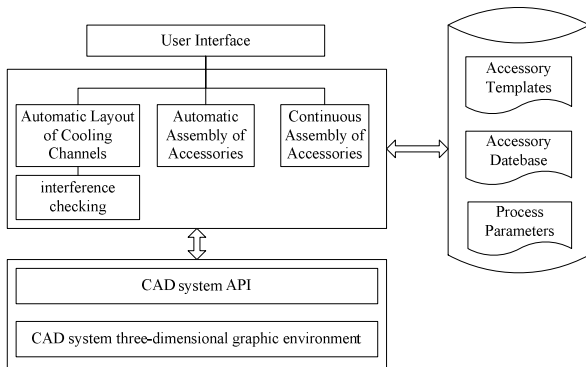 User Interface
Automatic Layout
of Cooling
Channels
Automatic
Assembly of
Accessories
Continuous
Assembly of
Accessories
interference
checking
CAD system API
CAD system three-dimensional graphic environment
Accessory
Templates
Accessory
Datebase
Process
Parameters